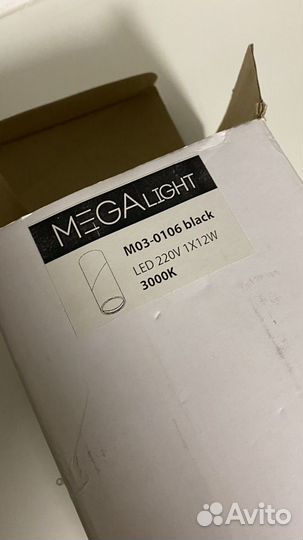 MEGALIGHT
M03-0106 black
LED 220V 1X12W
3000K
Avito